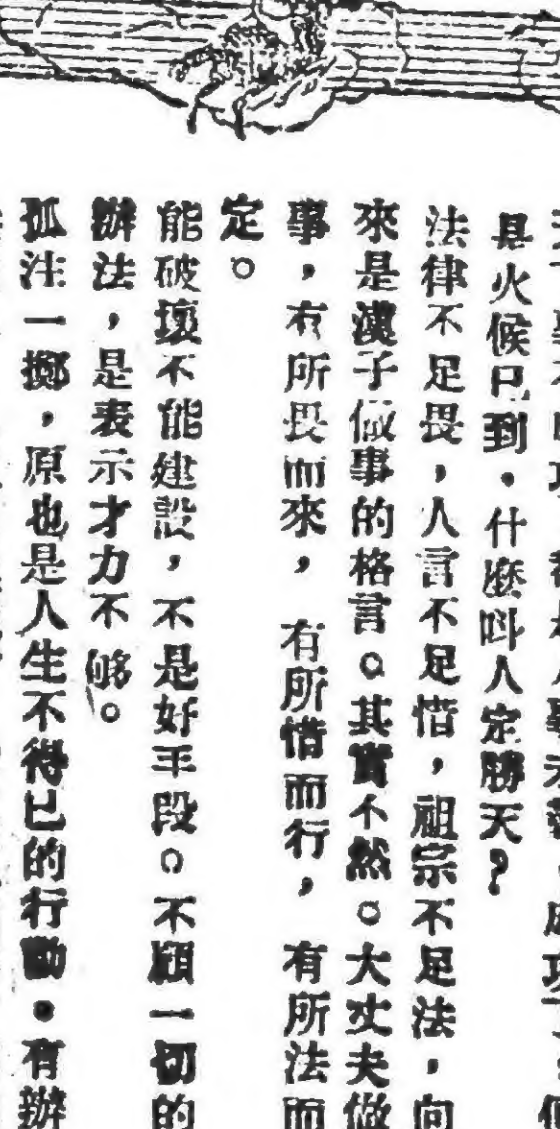 是火候已到。什麼叫人定勝天?
法律不足畏,人言不足惜,祖宗不足法,向
來是漢子做事的格言。其實不然。大丈夫做
事,有所畏而來,有所惜而行,有所法而
定。
能破壞不能建設,不是好手段。不顧一切的
辦法,是表示才力不够。
孤注一擲,原也是人生不得已的行動。有辦